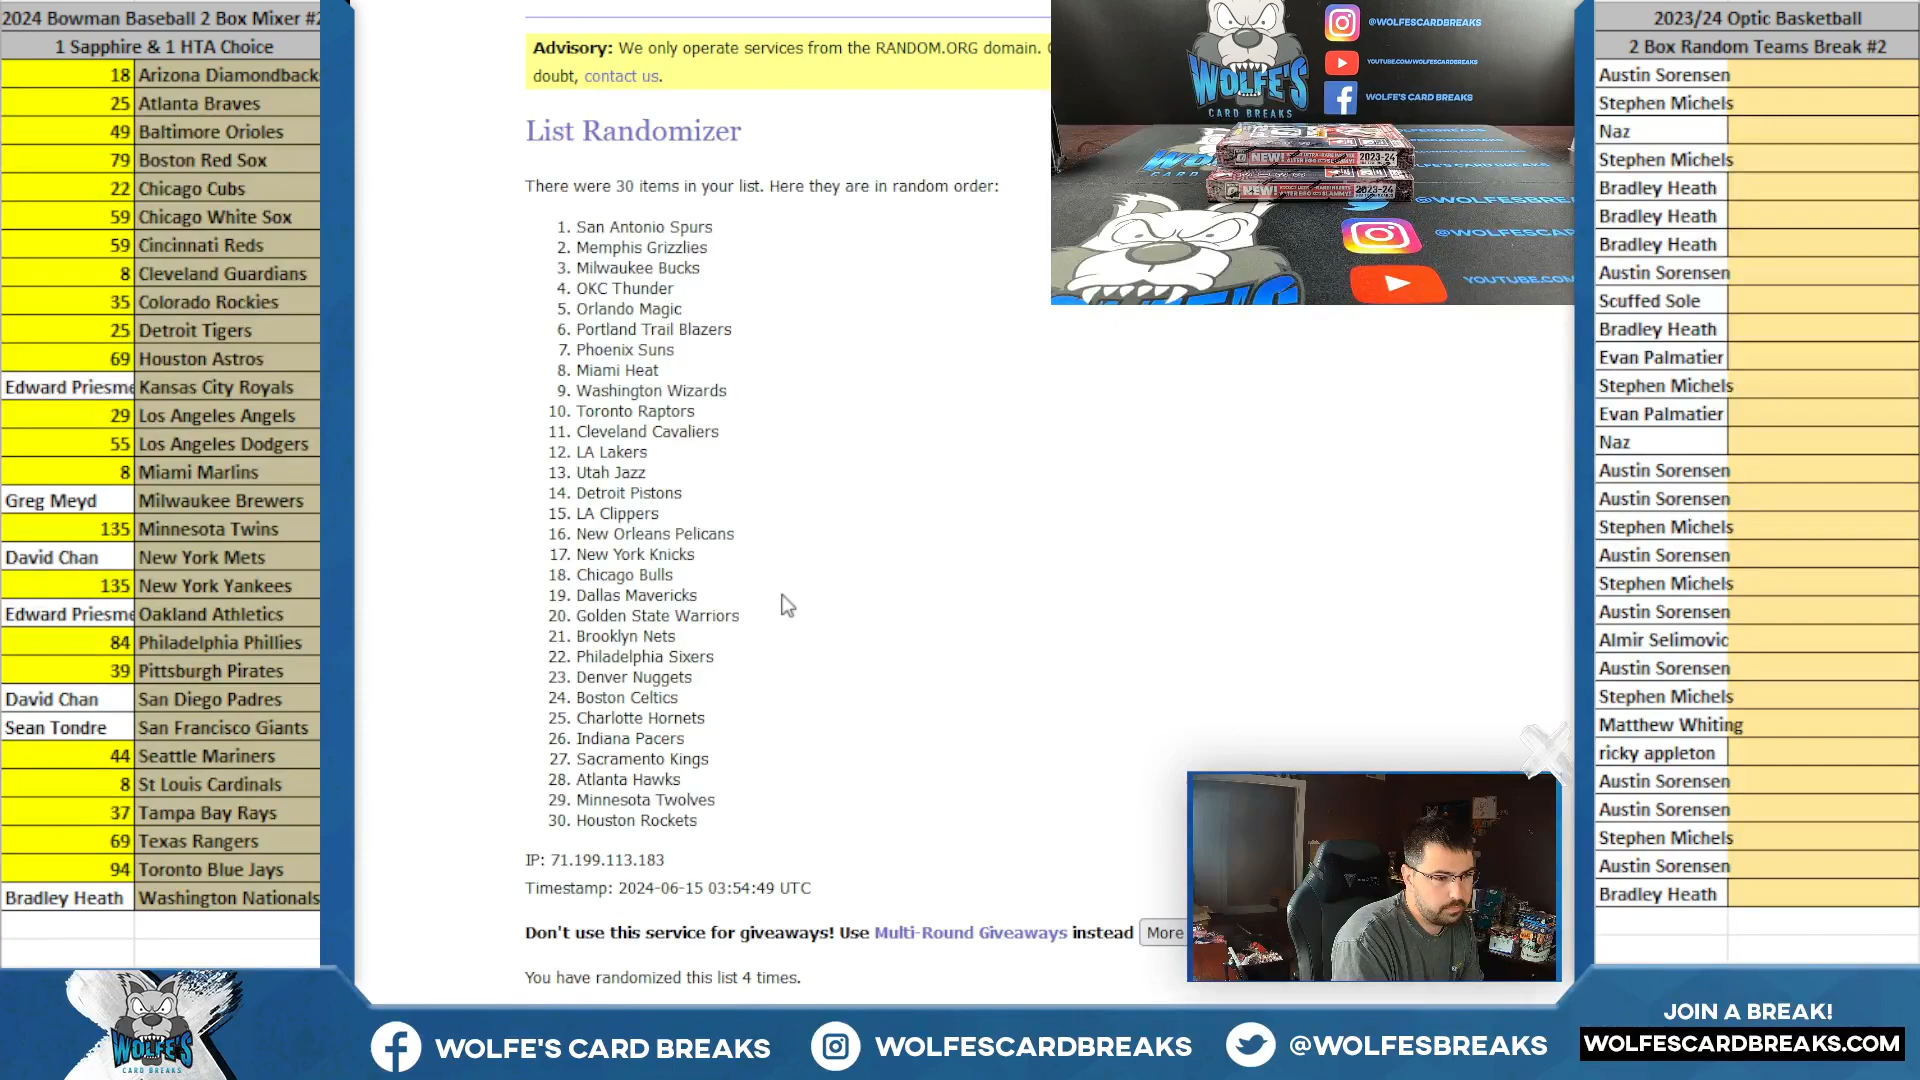 2024 Bowman Baseball 2 Box Mixer #2
1 Sapphire & 1 HTA Choice
18 Arizona Diamondback
25 Atlanta Braves
49 Baltimore Orioles
79 Boston Red Sox
22 Chicago Cubs
59 Chicago White Sox
59 Cincinnati Reds
8 Cleveland Guardians
35 Colorado Rockies
25 Detroit Tigers
69 Houston Astros
Edward Priesme Kansas City Royals
29 Los Angeles Angels
55 Los Angeles Dodgers
8 Miami Marlins
Greg Meyd Milwaukee Brewers
135 Minnesota Twins
David Chan New York Mets
135 New York Yankees
Edward Priesme Oakland Athletics
84 Philadelphia Phillies
39 Pittsburgh Pirates
David Chan San Diego Padres
Sean Tondre San Francisco Giants
44 Seattle Mariners
8 St Louis Cardinals
37 Tampa Bay Rays
69 Texas Rangers
94 Toronto Blue Jays
Bradley Heath Washington Nationals
Advisory: We only operate services from the RANDOM.ORG domain.
doubt, contact us.
List Randomizer
There were 30 items in your list. Here they are in random order:
1. San Antonio Spurs
2. Memphis Grizzlies
3. Milwaukee Bucks
4. OKC Thunder
5. Orlando Magic
6. Portland Trail Blazers
7. Phoenix Suns
8. Miami Heat
9. Washington Wizards
10. Toronto Raptors
11. Cleveland Cavaliers
12. LA Lakers
13. Utah Jazz
14. Detroit Pistons
15. LA Clippers
16. New Orleans Pelicans
17. New York Knicks
18. Chicago Bulls
19. Dallas Mavericks
20. Golden State Warriors
21. Brooklyn Nets
22. Philadelphia Sixers
23. Denver Nuggets
24. Boston Celtics
25. Charlotte Hornets
26. Indiana Pacers
27. Sacramento Kings
28. Atlanta Hawks
29. Minnesota Twolves
30. Houston Rockets
IP: 71.199.113.183
Timestamp: 2024-06-15 03:54:49 UTC
Don't use this service for giveaways! Use Multi-Round Giveaways instead More
You have randomized this list 4 times.
WOLFE'S
CARD BREAKS
@WOLFESCARDBREAKS
YOUTUBE.COM/WOLFESCARDBREAKS
WOLFE'S CARD BREAKS
NEW! 2023-24
NEW! 2023-24
@WOLFESBRE
@WOLFESCAR
YOUTUBE.COM
2023/24 Optic Basketball
2 Box Random Teams Break #2
Austin Sorensen
Stephen Michels
Naz
Stephen Michels
Bradley Heath
Bradley Heath
Bradley Heath
Austin Sorensen
Scuffed Sole
Bradley Heath
Evan Palmatier
Stephen Michels
Evan Palmatier
Naz
Austin Sorensen
Austin Sorensen
Stephen Michels
Austin Sorensen
Stephen Michels
Austin Sorensen
Almir Selimovic
Austin Sorensen
Stephen Michels
Matthew Whiting
ricky appleton
Austin Sorensen
Austin Sorensen
Stephen Michels
Austin Sorensen
Bradley Heath
WOLFE'S
CARD BREAKS
WOLFE'S CARD BREAKS
WOLFESCARDBREAKS
@WOLFESBREAKS
JOIN A BREAK!
WOLFESCARDBREAKS.COM